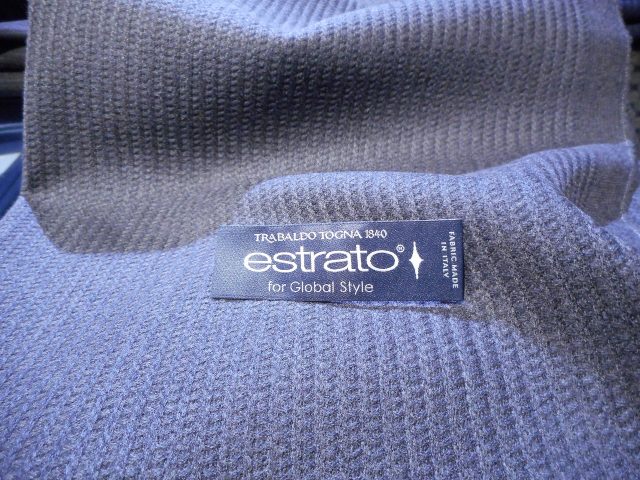 TRABALDO TOGNA 1840
estrato®
for Global Style
FABRIC MADE
IN ITALY